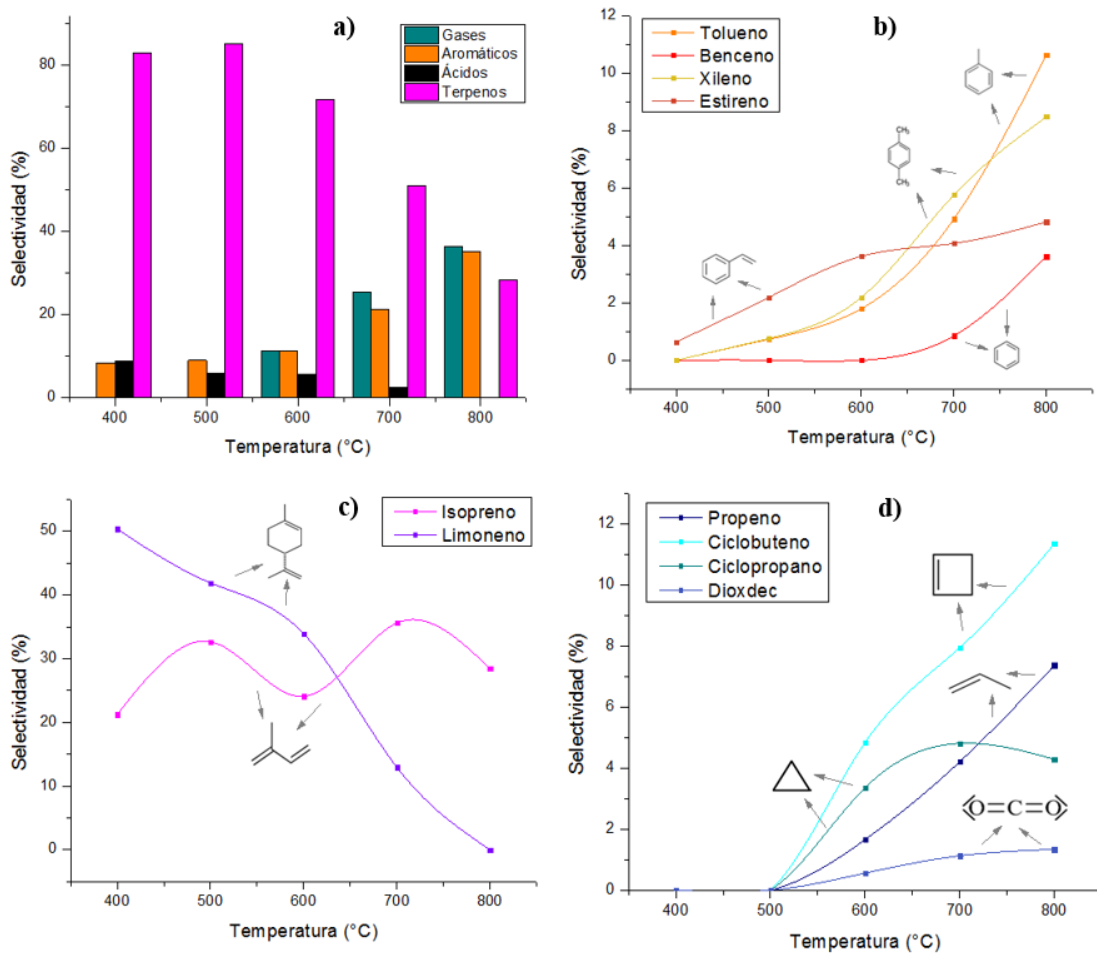 a)
Gases
Aromáticos
Ácidos
Terpenos
Selectividad (%)
80
60
40
20
0
400 500 600 700 800
Temperatura (°C)
b)
Tolueno
Benceno
Xileno
Estireno
CH₃
CH₃
Selectividad (%)
12
10
8
6
4
2
0
400 500 600 700 800
Temperatura (°C)
c)
Isopreno
Limoneno
Selectividad (%)
50
40
30
20
10
0
400 500 600 700 800
Temperatura (°C)
d)
Propeno
Ciclobuteno
Ciclopropano
Dioxdec
O=C=O
Selectividad (%)
12
10
8
6
4
2
0
400 500 600 700 800
Temperatura (°C)